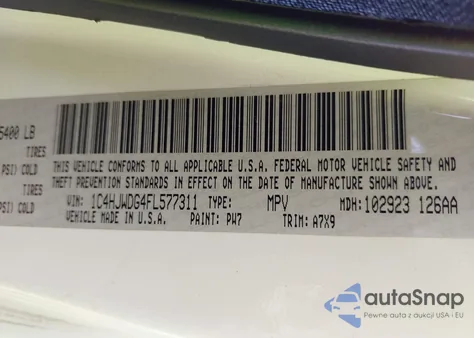 5400 LB
TIRES
PSI) COLD
TIRES
PSI) COLD
THIS VEHICLE CONFORMS TO ALL APPLICABLE U.S.A. FEDERAL MOTOR VEHICLE SAFETY AND
THEFT PREVENTION STANDARDS IN EFFECT ON THE DATE OF MANUFACTURE SHOWN ABOVE.
VIN: 1C4HJWDG4FL577311 TYPE: MPV MDH: 102923 126AA
VEHICLE MADE IN U.S.A. PAINT: PW7 TRIM: A7X9
autoSnap
Pewne auta z aukcji USA i EU